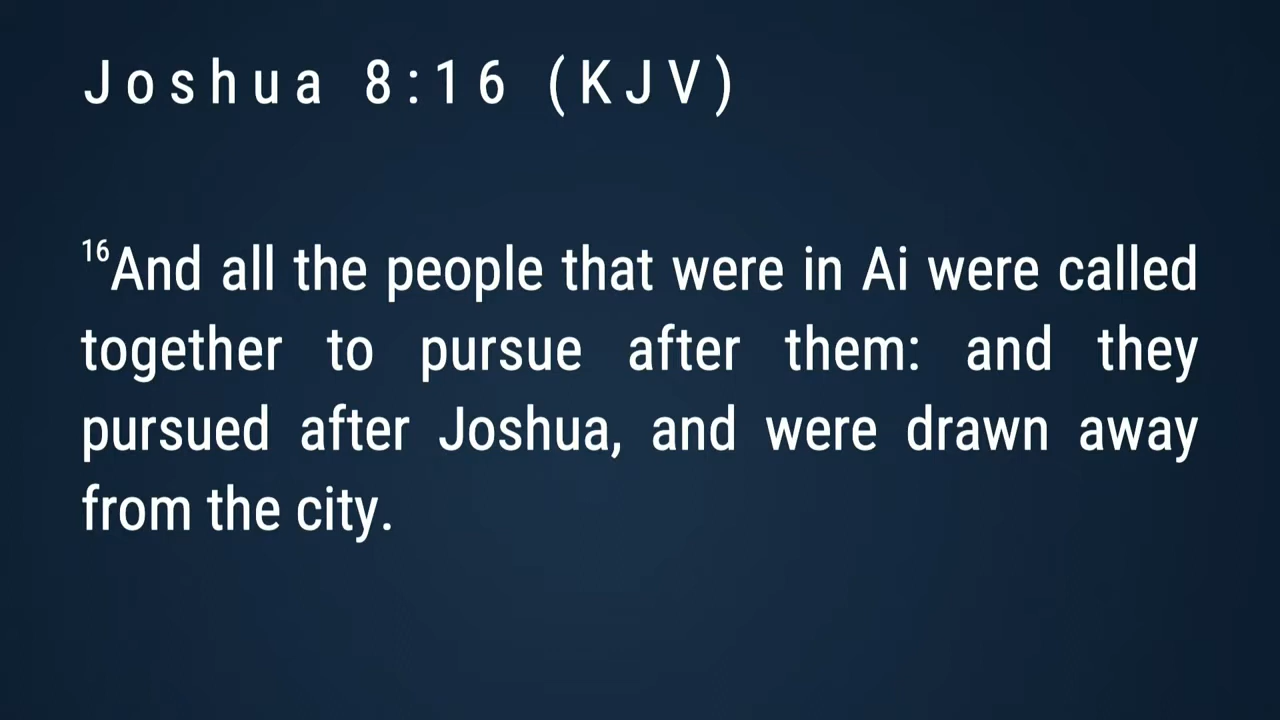 Joshua 8:16 (KJV)
16And all the people that were in Ai were called
together to pursue after them: and they
pursued after Joshua, and were drawn away
from the city.